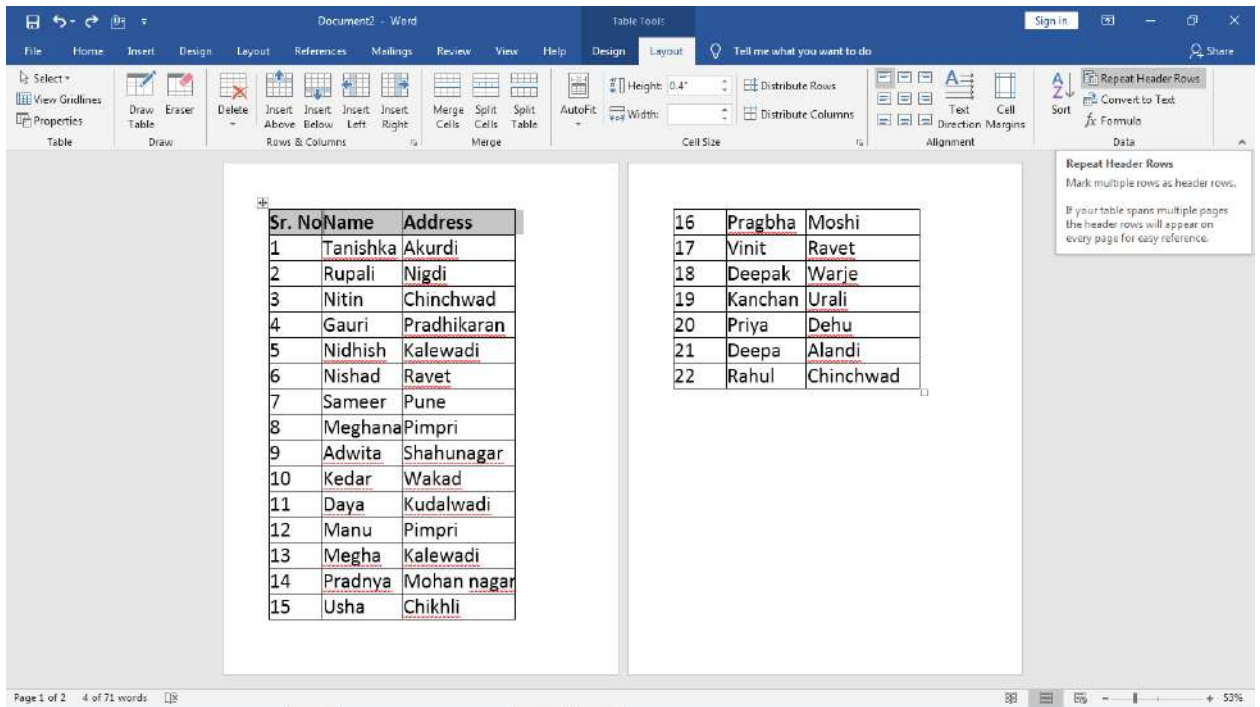 Document2 - Word
Table Tools
Sign in
File Home Insert Design Layout References Mailings Review View Help Design Layout Tell me what you want to do Share
Select
View Gridlines
Properties
Table
Draw Table
Eraser
Draw
Delete
Insert Above
Insert Below
Insert Left
Insert Right
Rows & Columns
Merge Cells
Split Cells
Split Table
Merge
AutoFit
Height: 0.4"
Width:
Distribute Rows
Distribute Columns
Cell Size
Text Direction
Cell Margins
Alignment
Sort
Repeat Header Rows
Convert to Text
fx Formula
Data
Repeat Header Rows
Mark multiple rows as header rows.
If your table spans multiple pages
the header rows will appear on
every page for easy reference.
Sr. No Name Address
1 Tanishka Akurdi
2 Rupali Nigdi
3 Nitin Chinchwad
4 Gauri Pradhikaran
5 Nidhish Kalewadi
6 Nishad Ravet
7 Sameer Pune
8 Meghana Pimpri
9 Adwita Shahunagar
10 Kedar Wakad
11 Daya Kudalwadi
12 Manu Pimpri
13 Megha Kalewadi
14 Pradnya Mohan nagar
15 Usha Chikhli
16 Pragbha Moshi
17 Vinit Ravet
18 Deepak Warje
19 Kanchan Urali
20 Priya Dehu
21 Deepa Alandi
22 Rahul Chinchwad
Page 1 of 2 4 of 71 words
53%